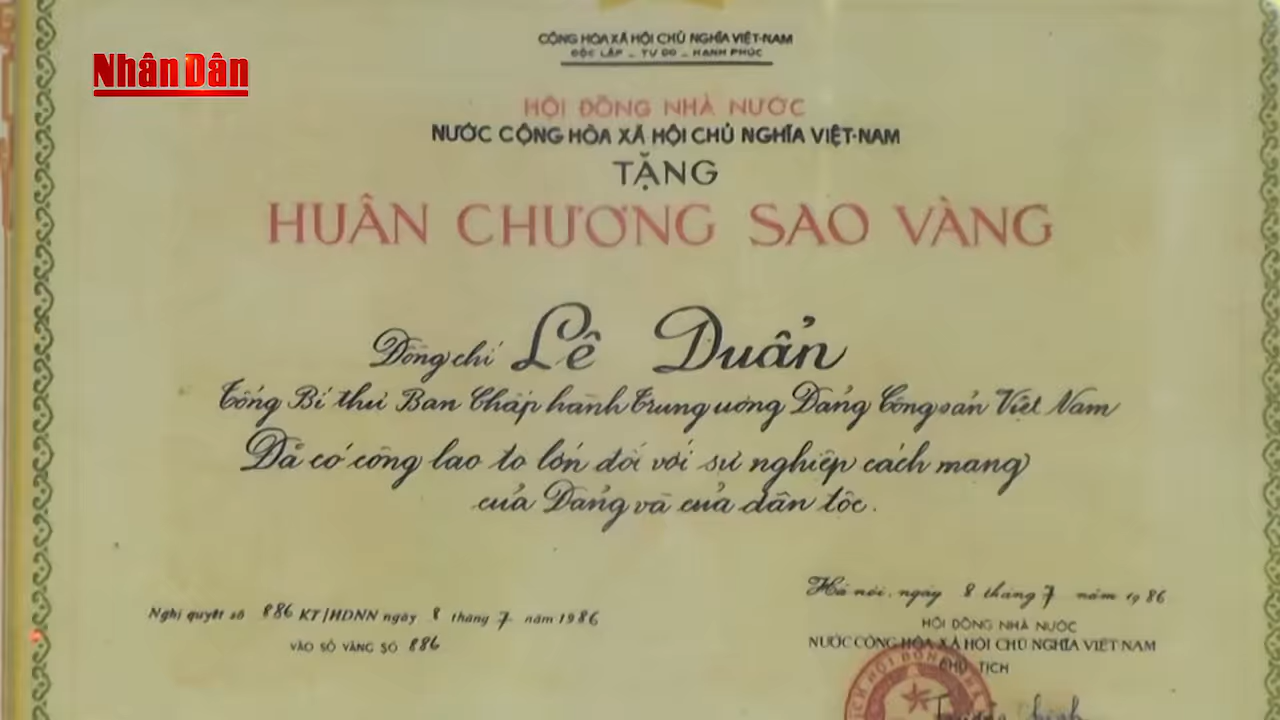 Nhân Dân
CỘNG HÒA XÃ HỘI CHỦ NGHĨA VIỆT-NAM
ĐỘC LẬP - TỰ DO - HẠNH PHÚC
HỘI ĐỒNG NHÀ NƯỚC
NƯỚC CỘNG HÒA XÃ HỘI CHỦ NGHĨA VIỆT-NAM
TẶNG
HUÂN CHƯƠNG SAO VÀNG
Đồng chí Lê Duẩn
Tổng Bí thư Ban Chấp hành Trung ương Đảng Cộng sản Việt Nam
Đã có công lao to lớn đối với sự nghiệp cách mạng
của Đảng và của dân tộc.
Nghị quyết số 886 KT/HĐNN ngày 8 tháng 7 năm 1986
VÀO SỔ VÀNG SỐ 886
Hà nội, ngày 8 tháng 7 năm 1986
HỘI ĐỒNG NHÀ NƯỚC
NƯỚC CỘNG HÒA XÃ HỘI CHỦ NGHĨA VIỆT NAM
CHỦ TỊCH